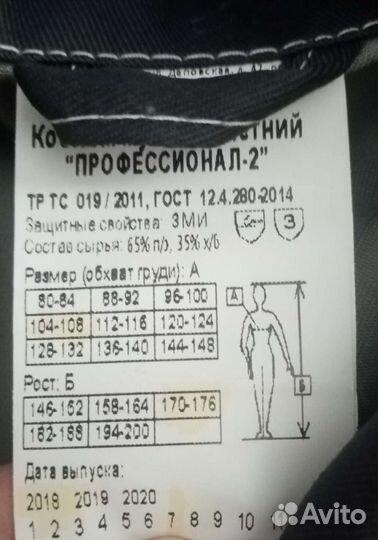 тний
"ПРОФЕССИОНАЛ-2"
ТР ТС 019/2011, ГОСТ 12.4.280-2014
Защитные свойства: ЗМИ
З
Состав сырья: 65% п/э, 35% х/б
Размер (обхват груди): А
80-84 88-92 96-100
104-108 112-116 120-124
128-132 136-140 144-148
А
Б
Рост: Б
146-152 158-164 170-176
182-188 194-200
Дата выпуска:
2018 2019 2020
1 2 3 4 5 6 7 8 9 10
Avito